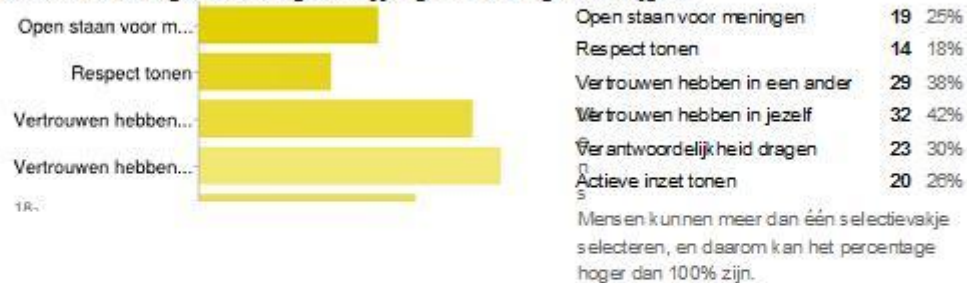 Open staan voor m...
Respect tonen
Vertrouwen hebben...
Vertrouwen hebben...
18-
Open staan voor meningen 19 25%
Respect tonen 14 18%
Vertrouwen hebben in een ander 29 38%
Vertrouwen hebben in jezelf 32 42%
Verantwoordelijkheid dragen 23 30%
Actieve inzet tonen 20 26%
Mensen kunnen meer dan één selectievakje
selecteren, en daarom kan het percentage
hoger dan 100% zijn.